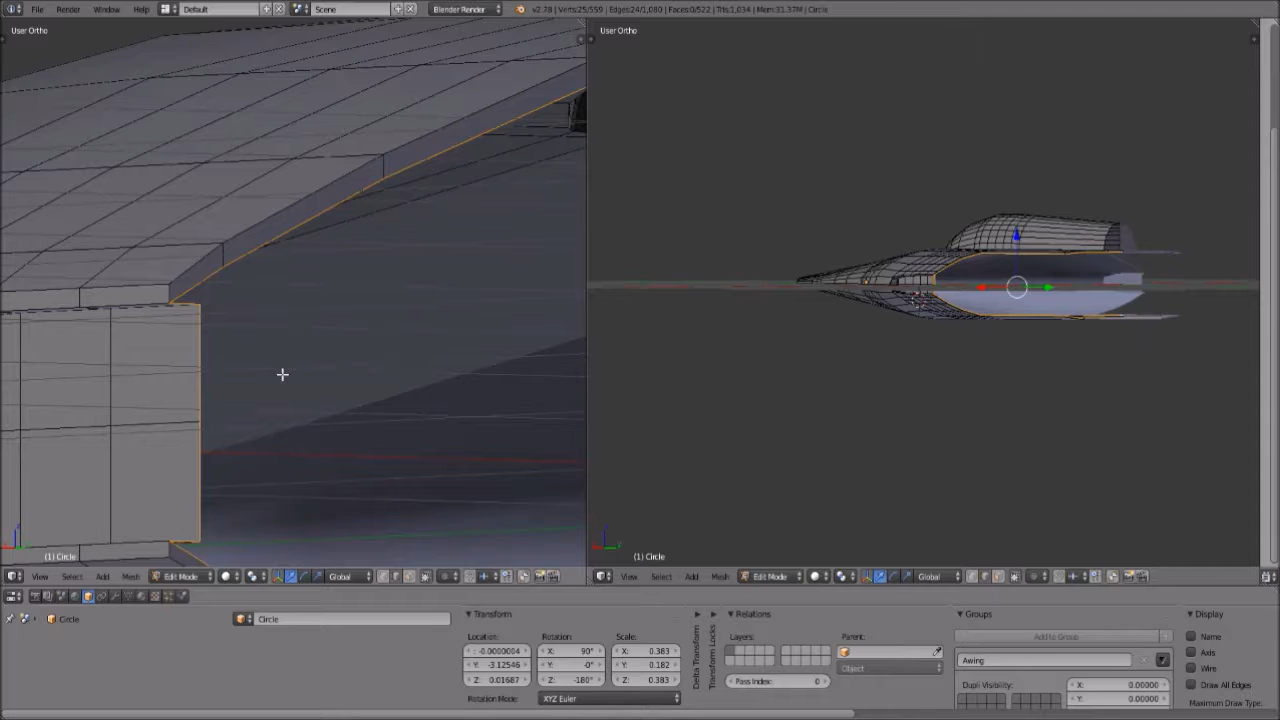 File Render Window Help Default Scene Blender Render v2.78 | Verts:25/559 | Edges:24/1,080 | Faces:0/522 | Tris:1,034 | Mem:31.37M | Circle
User Ortho User Ortho
(1) Circle (1) Circle
View Select Add Mesh Edit Mode Global View Select Add Mesh Edit Mode Global
Circle Circle
Transform
Location: Rotation: Scale:
: -0.0000004 X: 90° X: 0.383
Y: -3.12546 Y: -0° Y: 0.182
Z: 0.01687 Z: -180° Z: 0.383
Rotation Mode: XYZ Euler
Delta Transform
Transform Locks
Relations
Layers: Parent:
Object
Pass Index: 0
Groups
Add to Group
Awing
Dupli Visibility: X: 0.00000
Y: 0.00000
Display
Name
Axis
Wire
Draw All Edges
Maximum Draw Type: